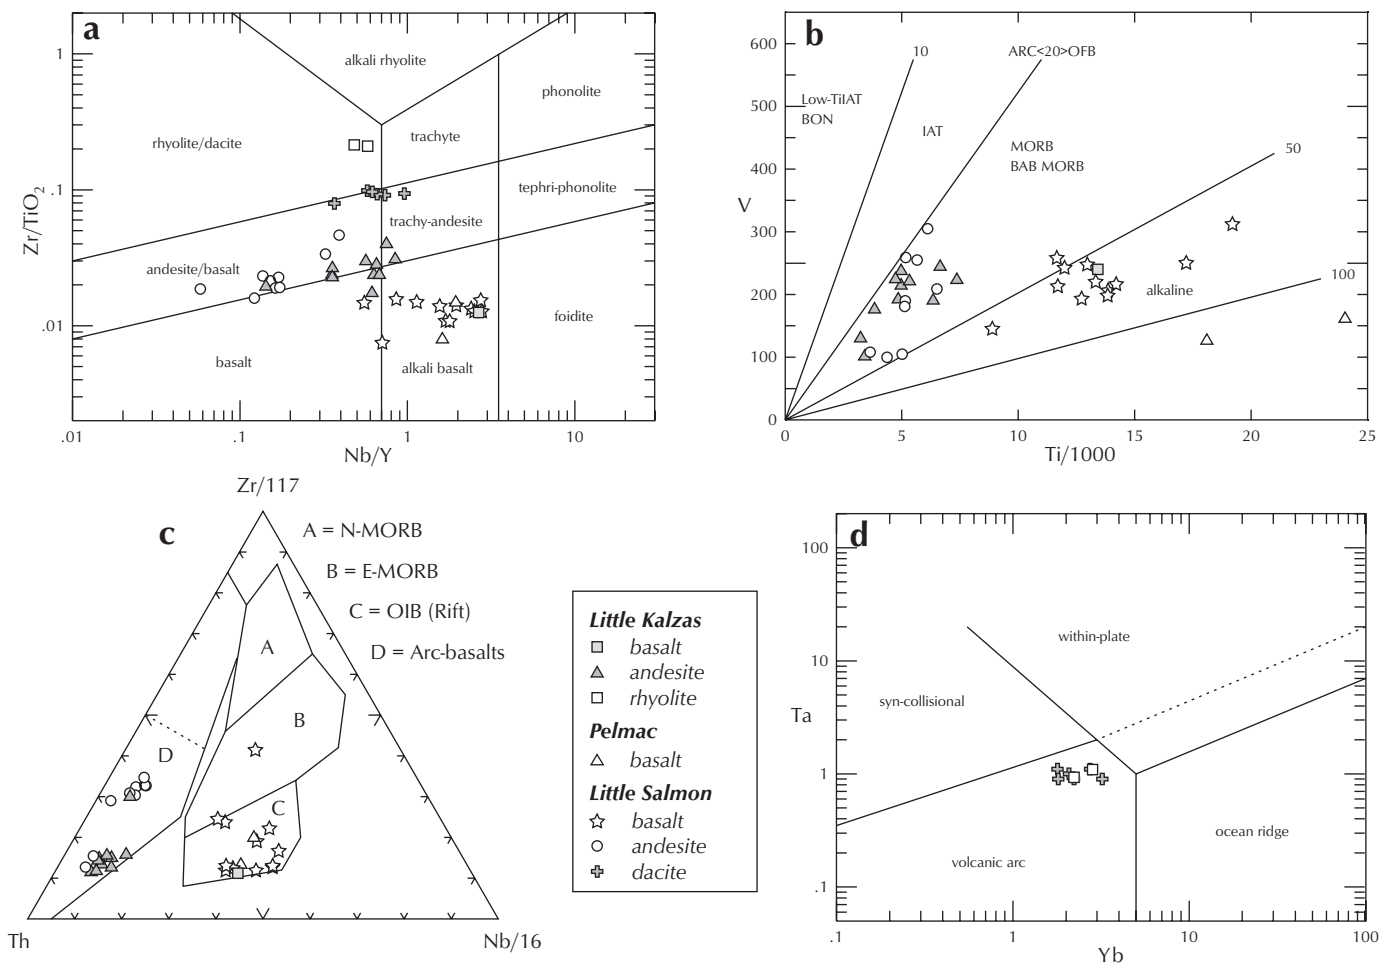 a
1
.1
.01
Zr/TiO2
alkali rhyolite
phonolite
rhyolite/dacite
trachyte
tephri-phonolite
trachy-andesite
andesite/basalt
foidite
basalt
alkali basalt
.01
.1
1
10
Nb/Y
b
600
500
400
300
200
100
0
V
10
ARC<20>OFB
Low-TiIAT
BON
IAT
MORB
BAB MORB
50
alkaline
100
0
5
10
15
20
25
Ti/1000
Zr/117
c
A = N-MORB
B = E-MORB
C = OIB (Rift)
D = Arc-basalts
A
B
D
C
Th
Nb/16
Little Kalzas
basalt
andesite
rhyolite
Pelmac
basalt
Little Salmon
basalt
andesite
dacite
d
100
10
1
.1
Ta
within-plate
syn-collisional
ocean ridge
volcanic arc
.1
1
10
100
Yb